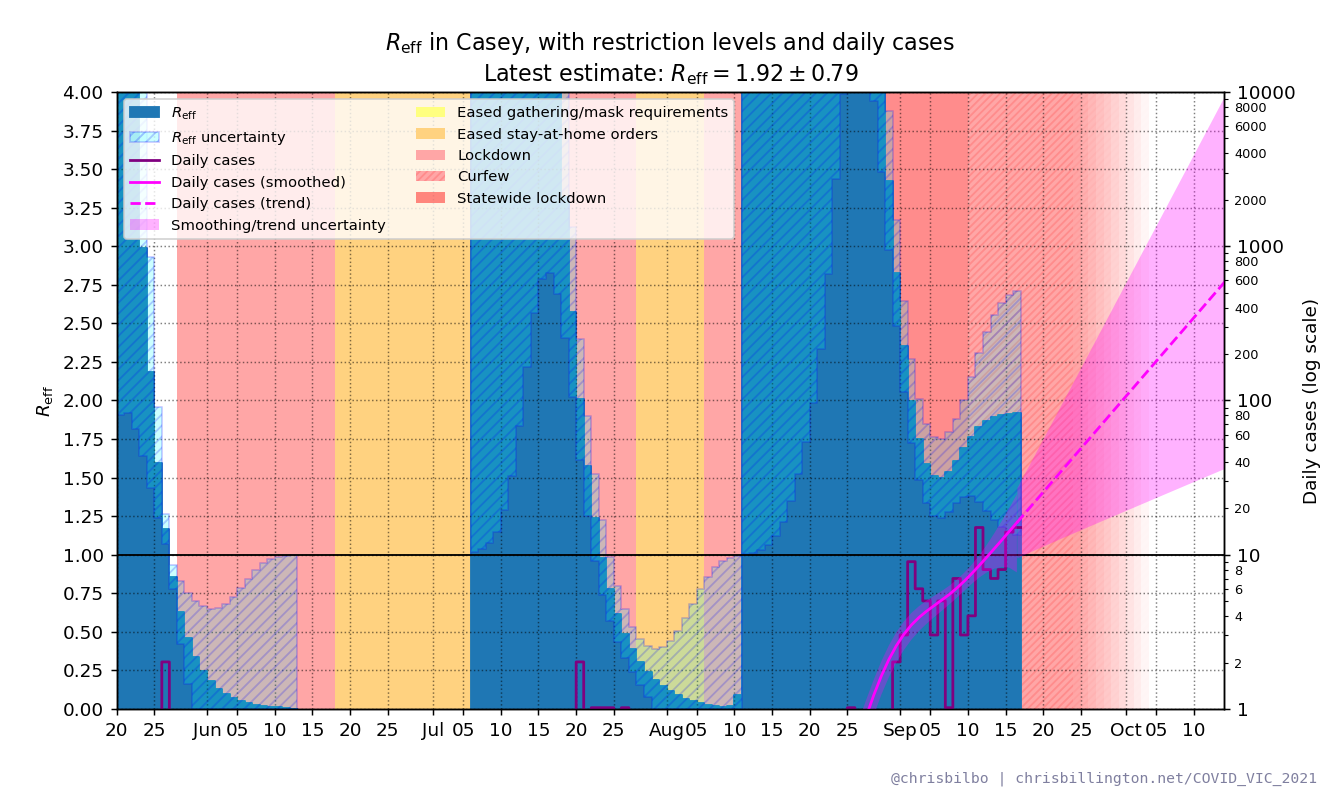 Reff in Casey, with restriction levels and daily cases
Latest estimate: Reff = 1.92 ± 0.79
Reff
Reff uncertainty
Daily cases
Daily cases (smoothed)
Daily cases (trend)
Smoothing/trend uncertainty
Eased gathering/mask requirements
Eased stay-at-home orders
Lockdown
Curfew
Statewide lockdown
Reff
4.00
3.75
3.50
3.25
3.00
2.75
2.50
2.25
2.00
1.75
1.50
1.25
1.00
0.75
0.50
0.25
0.00
10000
8000
6000
4000
2000
1000
800
600
400
200
100
80
60
40
20
10
8
6
4
2
1
Daily cases (log scale)
20 25 Jun 05 10 15 20 25 Jul 05 10 15 20 25 Aug 05 10 15 20 25 Sep 05 10 15 20 25 Oct 05 10
@chrisbilbo | chrisbillington.net/COVID_VIC_2021